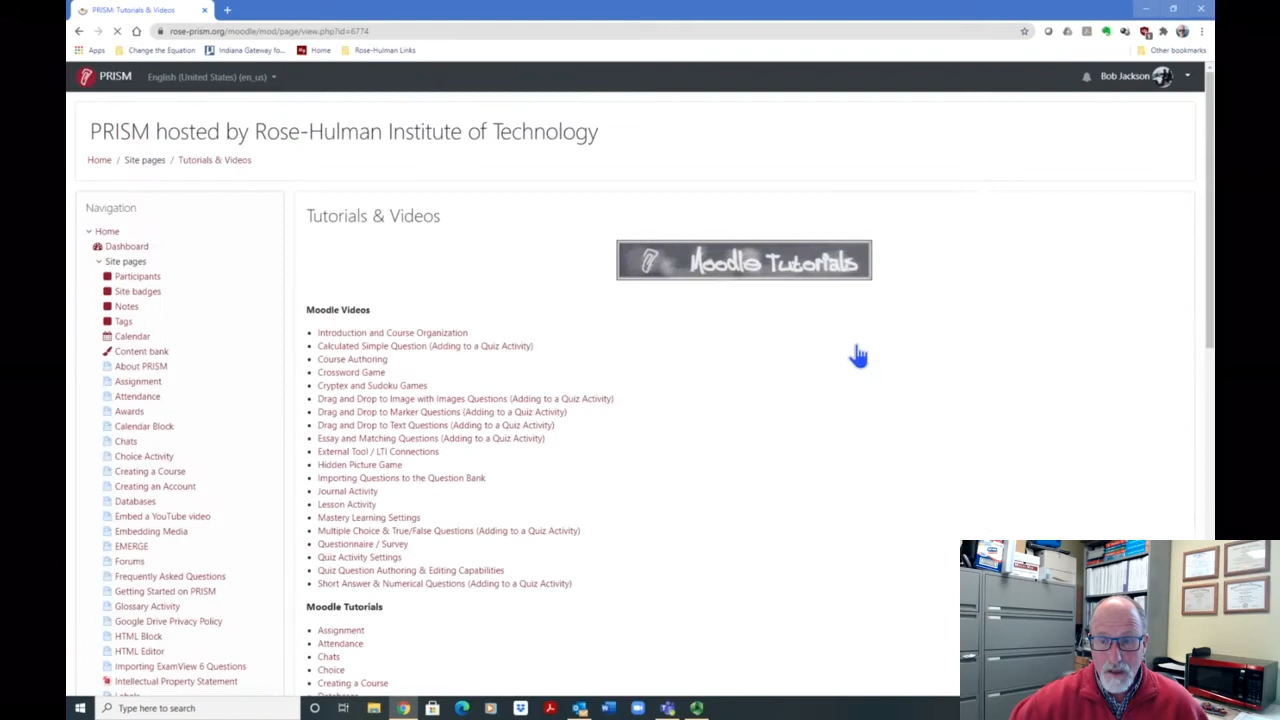 PRISM: Tutorials & Videos
rose-prism.org/moodle/mod/page/view.php?id=6774
Apps
Change the Equation
Indiana Gateway fo...
Home
Rose-Hulman Links
Other bookmarks
PRISM
English (United States) (en_us)
Bob Jackson
PRISM hosted by Rose-Hulman Institute of Technology
Home / Site pages / Tutorials & Videos
Navigation
Home
Dashboard
Site pages
Participants
Site badges
Notes
Tags
Calendar
Content bank
About PRISM
Assignment
Attendance
Awards
Calendar Block
Chats
Choice Activity
Creating a Course
Creating an Account
Databases
Embed a YouTube video
Embedding Media
EMERGE
Forums
Frequently Asked Questions
Getting Started on PRISM
Glossary Activity
Google Drive Privacy Policy
HTML Block
HTML Editor
Importing ExamView 6 Questions
Intellectual Property Statement
Labels
Tutorials & Videos
Moodle Tutorials
Moodle Videos
Introduction and Course Organization
Calculated Simple Question (Adding to a Quiz Activity)
Course Authoring
Crossword Game
Cryptex and Sudoku Games
Drag and Drop to Image with Images Questions (Adding to a Quiz Activity)
Drag and Drop to Marker Questions (Adding to a Quiz Activity)
Drag and Drop to Text Questions (Adding to a Quiz Activity)
Essay and Matching Questions (Adding to a Quiz Activity)
External Tool / LTI Connections
Hidden Picture Game
Importing Questions to the Question Bank
Journal Activity
Lesson Activity
Mastery Learning Settings
Multiple Choice & True/False Questions (Adding to a Quiz Activity)
Questionnaire / Survey
Quiz Activity Settings
Quiz Question Authoring & Editing Capabilities
Short Answer & Numerical Questions (Adding to a Quiz Activity)
Moodle Tutorials
Assignment
Attendance
Chats
Choice
Creating a Course
Databases
Type here to search